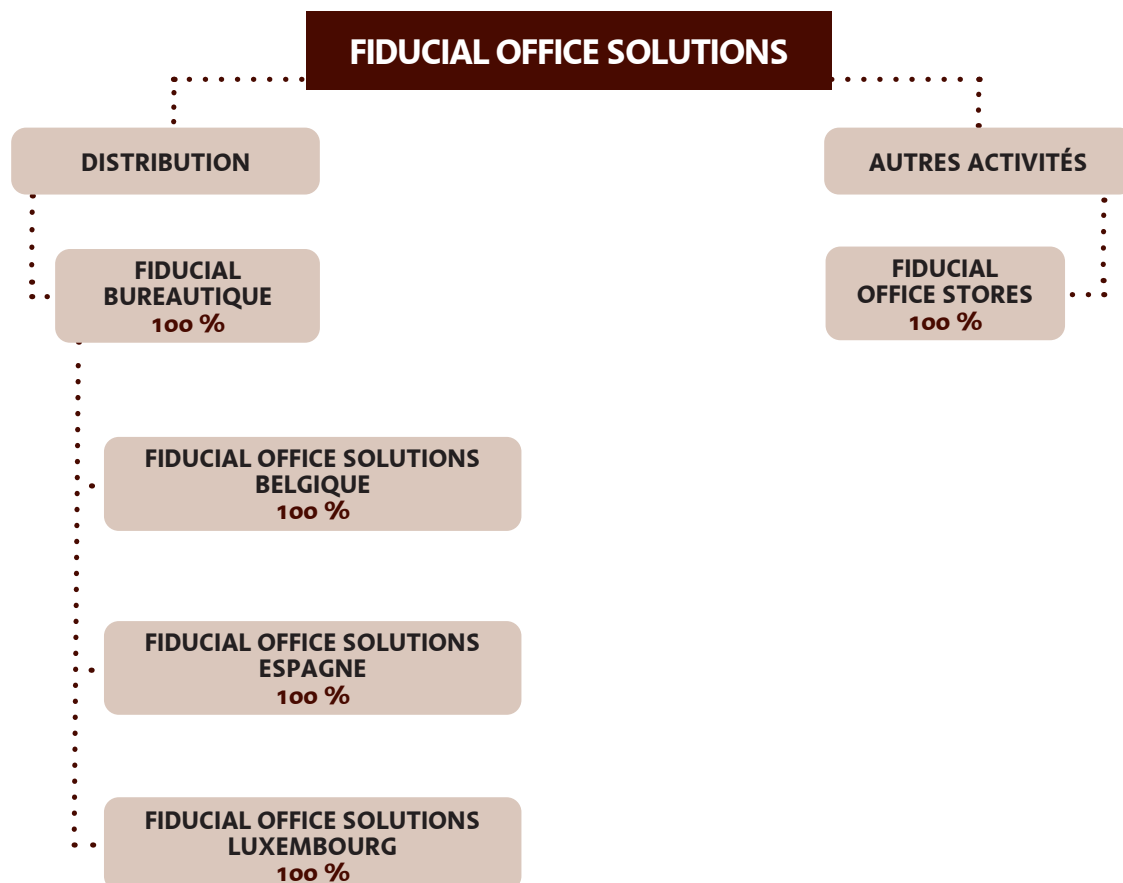 FIDUCIAL OFFICE SOLUTIONS
DISTRIBUTION
AUTRES ACTIVITÉS
FIDUCIAL
BUREAUTIQUE
100 %
FIDUCIAL
OFFICE STORES
100 %
FIDUCIAL OFFICE SOLUTIONS
BELGIQUE
100 %
FIDUCIAL OFFICE SOLUTIONS
ESPAGNE
100 %
FIDUCIAL OFFICE SOLUTIONS
LUXEMBOURG
100 %